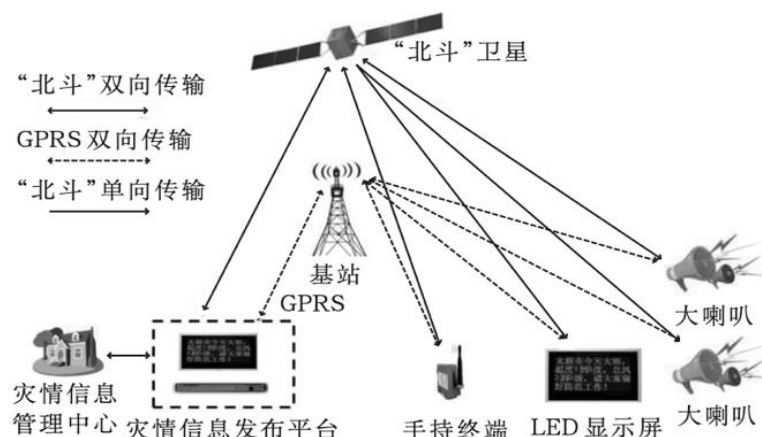 “北斗”卫星
“北斗”双向传输
GPRS双向传输
“北斗”单向传输
基站
GPRS
大喇叭
灾情信息
管理中心
灾情信息发布平台
手持终端
LED显示屏
大喇叭